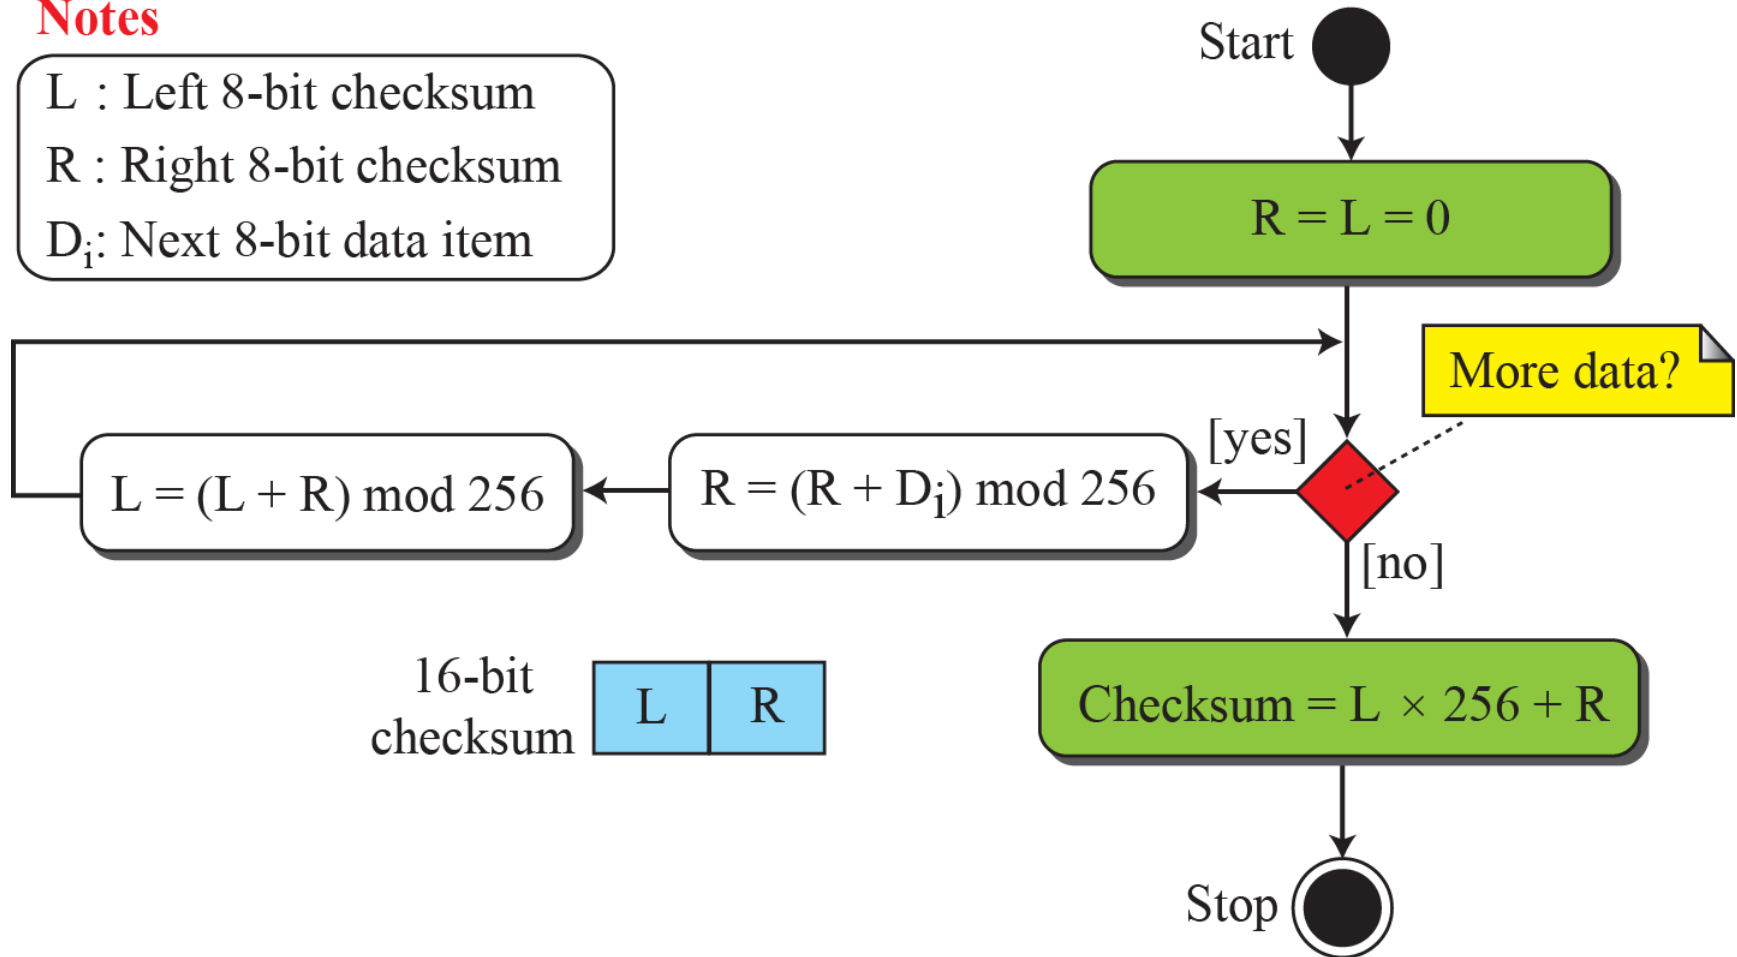 Notes
L : Left 8-bit checksum
R : Right 8-bit checksum
Dᵢ: Next 8-bit data item
Start
R = L = 0
More data?
[yes]
R = (R + Dᵢ) mod 256
L = (L + R) mod 256
[no]
16-bit
checksum
L R
Checksum = L × 256 + R
Stop